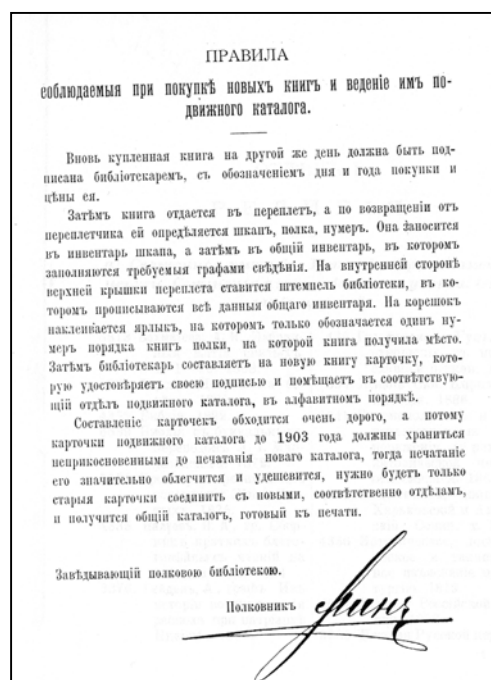 ПРАВИЛА
соблюдаемыя при покупкѣ новыхъ книгъ и веденіе имъ по-
движного каталога.
Вновь купленная книга на другой же день должна быть под-
писана библіотекаремъ, съ обозначеніемъ дня и года покупки и
цѣны ея.
Затѣмъ книга отдается въ переплетъ, а по возвращеніи отъ
переплетчика ей опредѣляется шкапъ, полка, нумеръ. Она заносится
въ инвентарь шкапа, а затѣмъ въ общій инвентарь, въ которомъ
заполняются требуемыя графами свѣдѣнія. На внутренней сторонѣ
верхней крышки переплета ставится штемпель библіотеки, въ ко-
торомъ прописываются всѣ данныя общаго инвентаря. На корешокъ
наклеивается ярлыкъ, на которомъ только обозначается одинъ ну-
меръ порядка книгъ полки, на которой книга получила мѣсто.
Затѣмъ библіотекарь составляетъ на новую книгу карточку, кото-
рую удостовѣряетъ своею подписью и помѣщаетъ въ соотвѣтствую-
щій отдѣлъ подвижного каталога, въ алфавитномъ порядкѣ.
Составленіе карточекъ обходится очень дорого, а потому
карточки подвижного каталога до 1903 года должны храниться
неприкосновенными до печатанія новаго каталога, тогда печатаніе
его значительно облегчится и удешевится, нужно будетъ только
старыя карточки соединить съ новыми, соотвѣтственно отдѣламъ,
и получится общій каталогъ, готовый къ печати.
Завѣдывающій полковою библіотекою.
Полковникъ Минъ